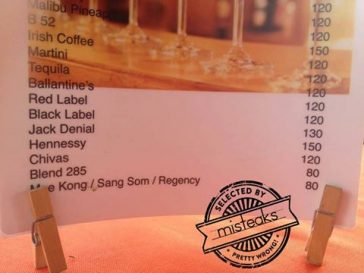 Malibu Pineap 120
B 52 120
Irish Coffee 120
Martini 150
Tequila 120
Ballantine's 120
Red Label 120
Black Label 120
Jack Denial 130
Hennessy 150
Chivas 120
Blend 285 80
Kong / Sang Som / Regency 80
SELECTED BY
misteaks
PRETTY WRONG!